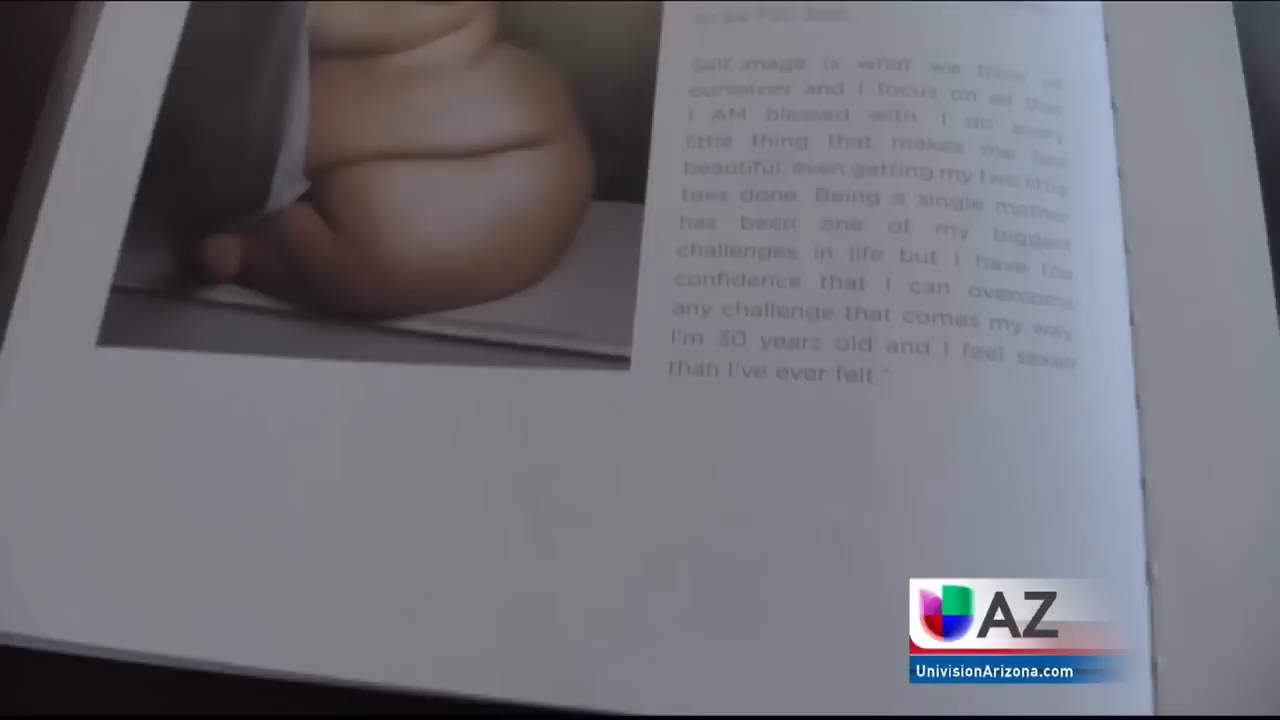 Self-image is what we think of
ourselves and I focus on all that
I AM blessed with. I do every
little thing that makes me feel
beautiful, even getting my two little
toes done. Being a single mother
has been one of my biggest
challenges in life but I have the
confidence that I can overcome
any challenge that comes my way.
I'm 30 years old and I feel sexier
than I've ever felt."
AZ
UnivisionArizona.com